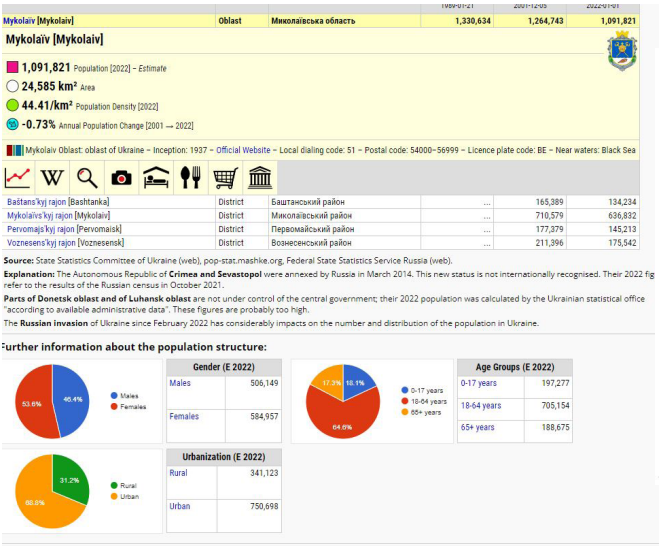 1989-01-21 2001-12-05 2022-01-01
Mykolaïv [Mykolaiv] Oblast Миколаївська область 1,330,634 1,264,743 1,091,821
Mykolaïv [Mykolaiv]
1,091,821 Population [2022] – Estimate
24,585 km² Area
44.41/km² Population Density [2022]
-0.73% Annual Population Change [2001 → 2022]
Mykolaiv Oblast: oblast of Ukraine – Inception: 1937 – Official Website – Local dialing code: 51 – Postal code: 54000–56999 – Licence plate code: BE – Near waters: Black Sea
W
Baštans'kyj rajon [Bashtanka] District Баштанський район ... 165,389 134,234
Mykolaïvs'kyj rajon [Mykolaiv] District Миколаївський район ... 710,579 636,832
Pervomajs'kyj rajon [Pervomaisk] District Первомайський район ... 177,379 145,213
Voznesens'kyj rajon [Voznesensk] District Вознесенський район ... 211,396 175,542
Source: State Statistics Committee of Ukraine (web), pop-stat.mashke.org, Federal State Statistics Service Russia (web).
Explanation: The Autonomous Republic of Crimea and Sevastopol were annexed by Russia in March 2014. This new status is not internationally recognised. Their 2022 fig
refer to the results of the Russian census in October 2021.
Parts of Donetsk oblast and of Luhansk oblast are not under control of the central government; their 2022 population was calculated by the Ukrainian statistical office
"according to available administrative data". These figures are probably too high.
The Russian invasion of Ukraine since February 2022 has considerably impacts on the number and distribution of the population in Ukraine.
Further information about the population structure:
46.4%
53.6%
Males
Females
Gender (E 2022)
Males 506,149
Females 584,957
17.3% 18.1%
64.6%
0-17 years
18-64 years
65+ years
Age Groups (E 2022)
0-17 years 197,277
18-64 years 705,154
65+ years 188,675
31.2%
68.8%
Rural
Urban
Urbanization (E 2022)
Rural 341,123
Urban 750,698